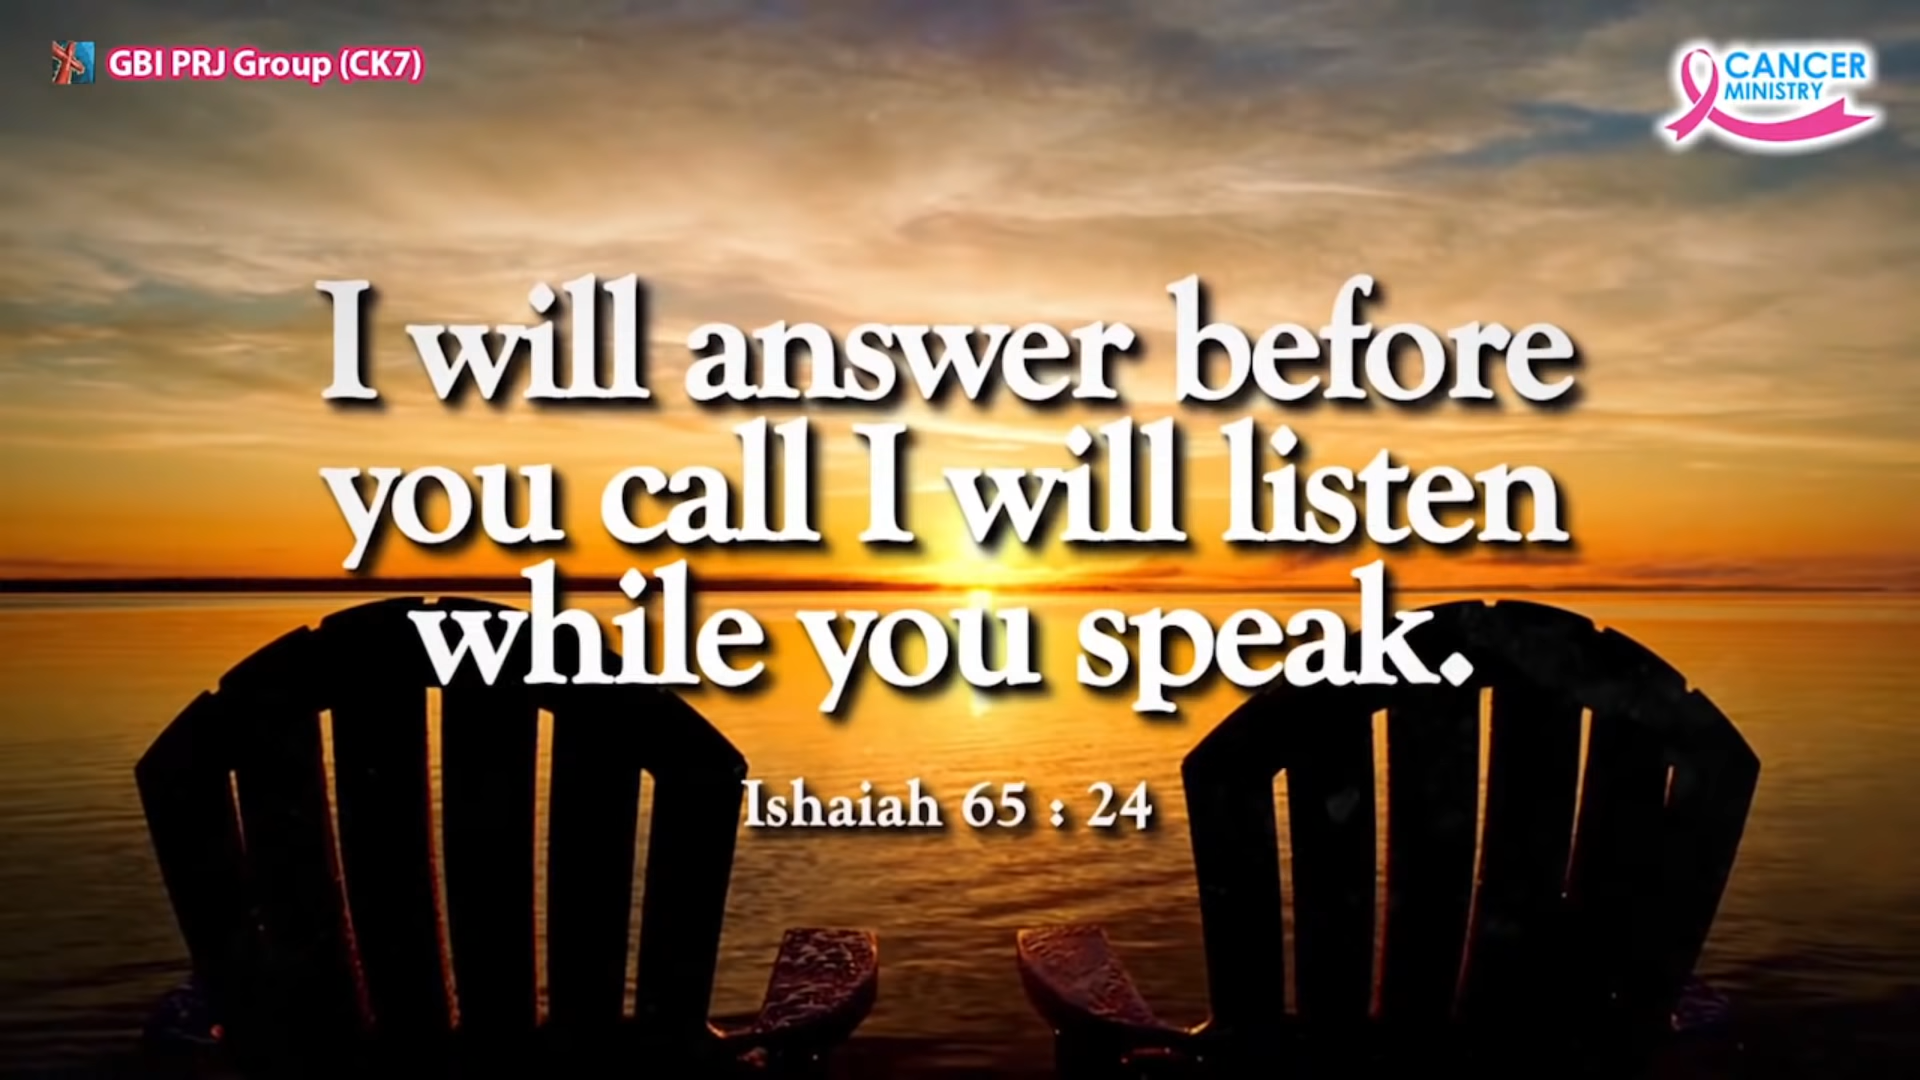 GBI PRJ Group (CK7)
CANCER
MINISTRY
I will answer before
you call I will listen
while you speak.
Ishaiah 65 : 24